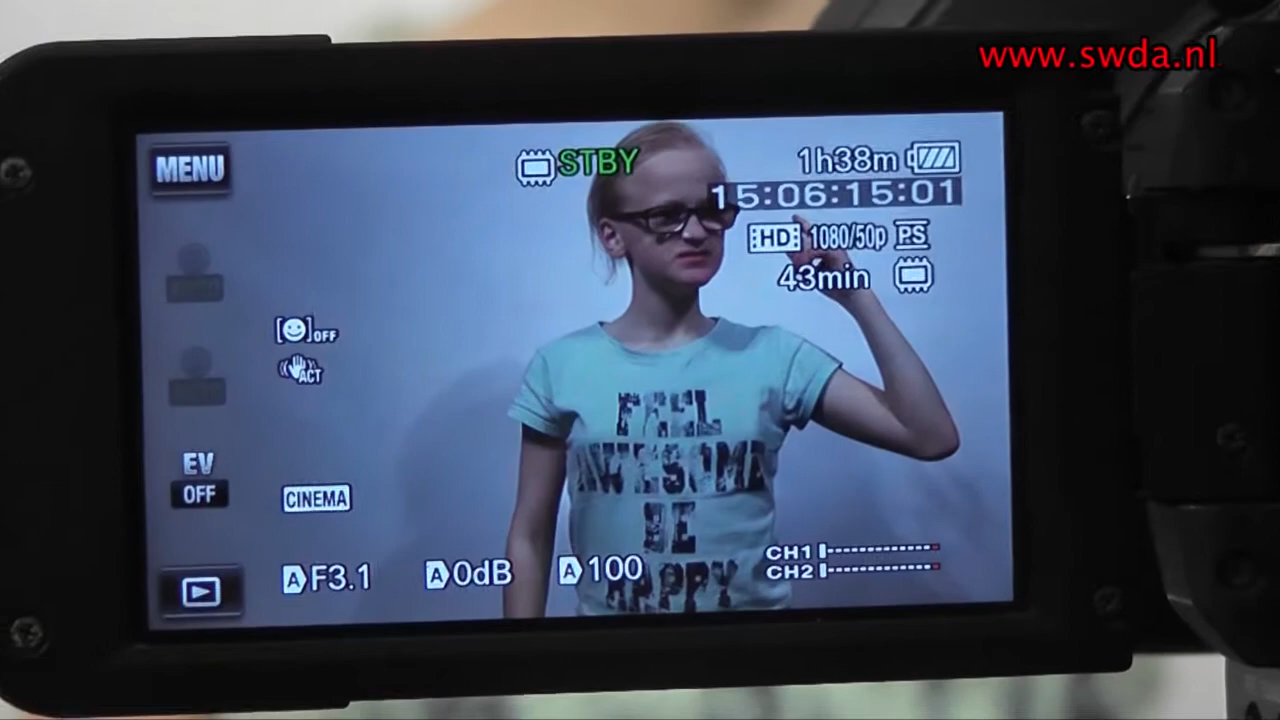 www.swda.nl
MENU
STBY
1h38m
15:06:15:01
HD 1080/50p PS
43min
OFF
ACT
EV
OFF
CINEMA
FEEL
AWESOME
BE
HAPPY
CH1
CH2
A F3.1 A 0dB A 100